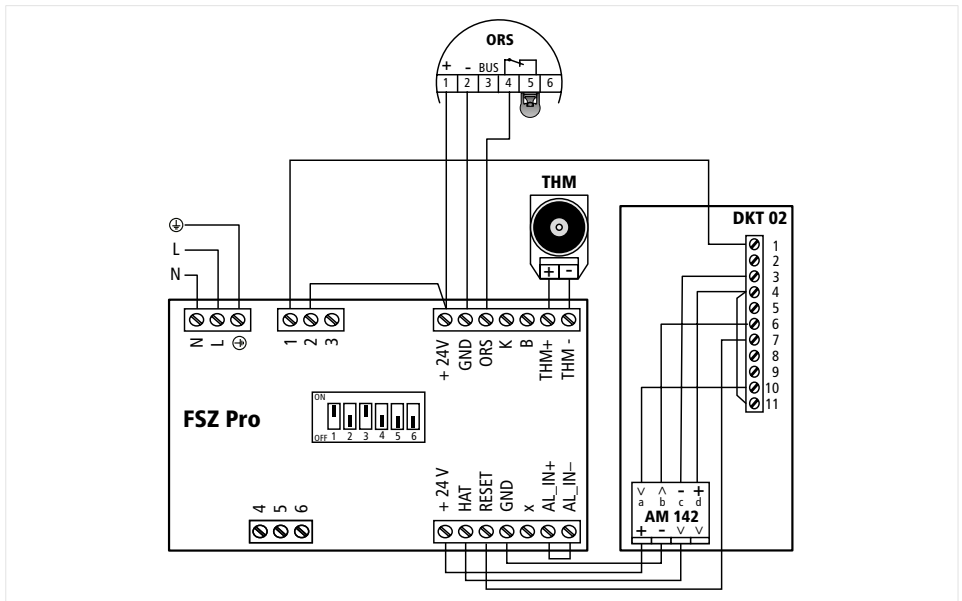 ORS
+ - BUS
1 2 3 4 5 6
THM
+ -
DKT 02
1
2
3
4
5
6
7
8
9
10
11
L
N
N L
1 2 3
+ 24V GND ORS K B THM+ THM -
FSZ Pro
ON
OFF 1 2 3 4 5 6
4 5 6
+ 24 V HAT RESET GND x AL_IN+ AL_IN–
> < - +
a b c d
AM 142
+ - > >